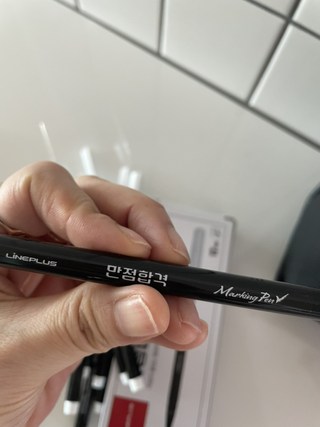 LINEPLUS 만점합격 Marking Pen